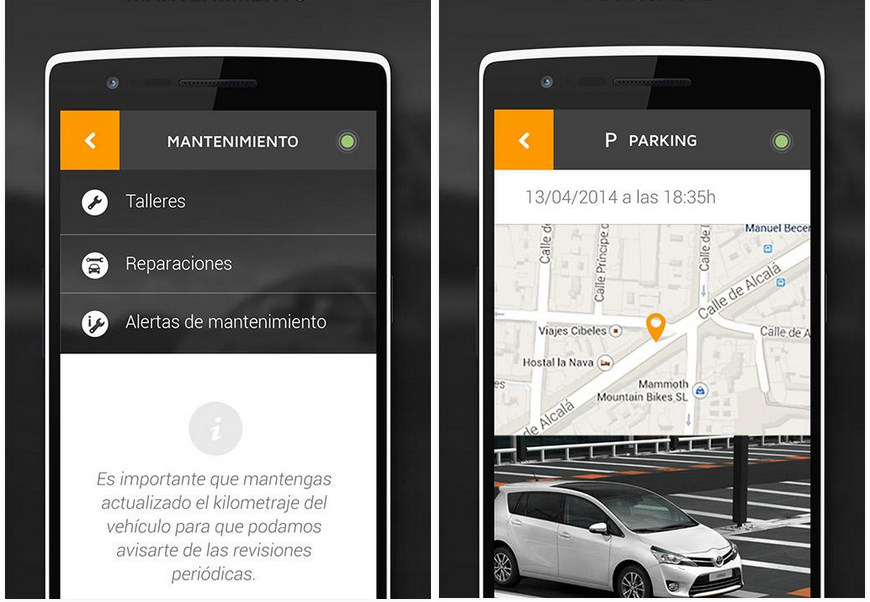 MANTENIMIENTO
Talleres
Reparaciones
Alertas de mantenimiento
i
Es importante que mantengas
actualizado el kilometraje del
vehículo para que podamos
avisarte de las revisiones
periódicas.
P PARKING
13/04/2014 a las 18:35h
Manuel Becer
Calle de
Calle Príncipe d
Calle de
Calle de Alcalá
Viajes Cibeles
Calle de A
Hostal la Nava
es
Mammoth
Mountain Bikes SL
de Alcalá